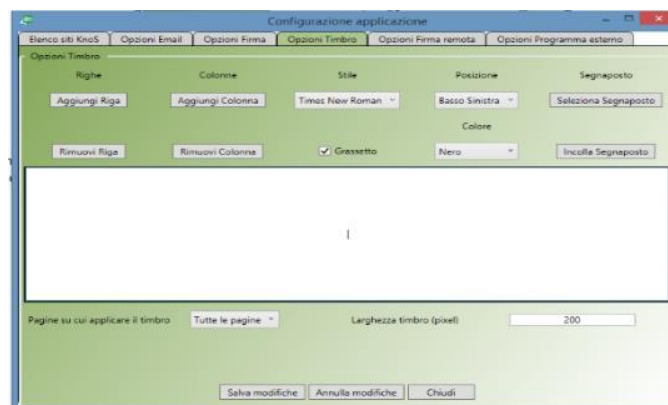 Configurazione applicazione
Elenco siti KnoS Opzioni Email Opzioni Firma Opzioni Timbro Opzioni Firma remota Opzioni Programma esterno
Opzioni Timbro
Righe Colonne Stile Posizione Segnaposto
Aggiungi Riga Aggiungi Colonna Times New Roman Basso Sinistra Seleziona Segnaposto
Colore
Rimuovi Riga Rimuovi Colonna Grassetto Nero Incolla Segnaposto
Pagine su cui applicare il timbro Tutte le pagine Larghezza timbro (pixel) 200
Salva modifiche Annulla modifiche Chiudi